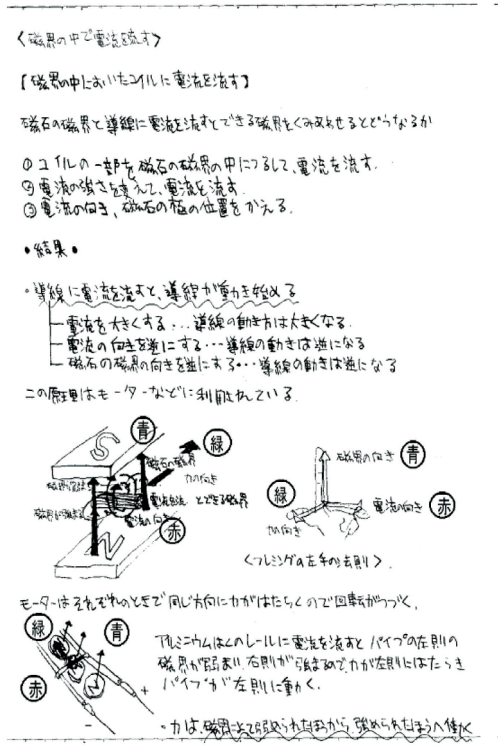 〈磁界の中で電流を流す〉
【磁界の中においたコイルに電流を流す】
磁石の磁界と導線に電流を流すとできる磁界をくみあわせるとどうなるか
① コイルの一部を磁石の磁界の中につるして、電流を流す.
② 電流の強さを変えて、電流を流す.
③ 電流の向き、磁石の極の位置をかえる.
•結果•
・導線に電流を流すと、導線が動き始める
電流を大きくする・・・導線の動き方は大きくなる.
電流の向きを逆にする・・・導線の動きは逆になる
磁石の磁界の向きを逆にする・・・導線の動きは逆になる
この原理はモーターなどに利用されている.
S
青
緑
磁石の磁界
力の向き
電流を流すとできる磁界
電流の向き
赤
N
磁界の向き 青
緑
力の向き
電流の向き 赤
〈フレミングの左手の法則〉.
モーターはそれぞれのときで同じ方向に力がはたらくので回転がつづく.
緑
青
赤
N
+
-
アルミニウムはくのレールに電流を流すとパイプの左側の
磁界が弱まり、右側が強まるので、力が左側にはたらき
パイプが左側に動く.
・力は、磁界によって弱められたほうから、強められたほうへ働く